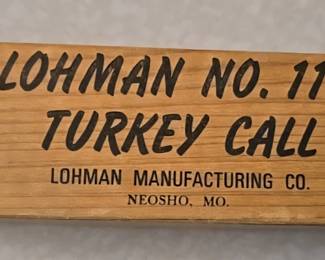 LOHMAN NO. 11
TURKEY CALL
LOHMAN MANUFACTURING CO.
NEOSHO, MO.